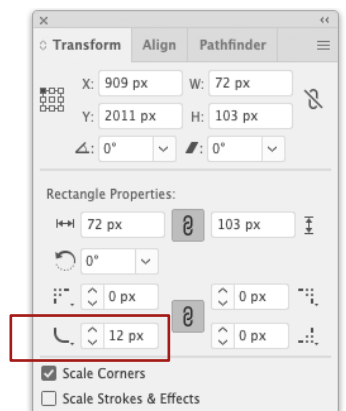 Transform Align Pathfinder
X: 909 px W: 72 px
Y: 2011 px H: 103 px
: 0° : 0°
Rectangle Properties:
72 px 103 px
0°
0 px 0 px
12 px 0 px
Scale Corners
Scale Strokes & Effects